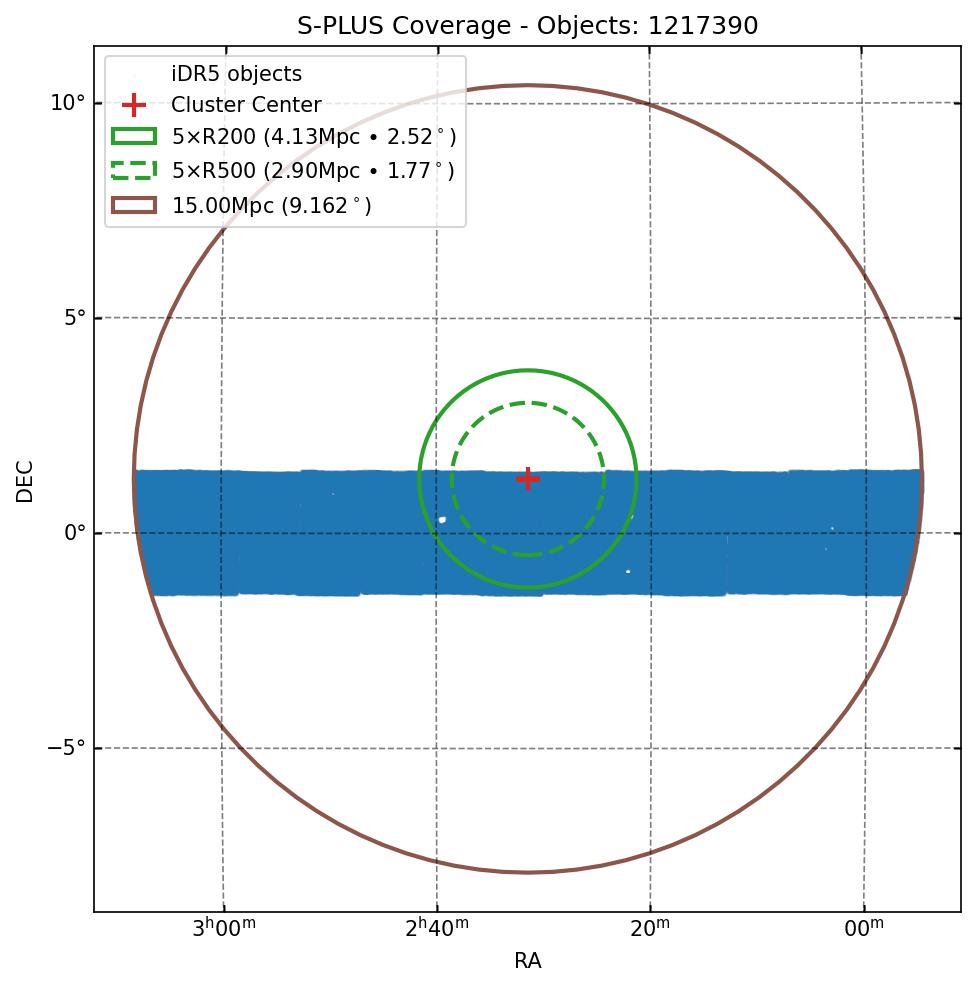 S-PLUS Coverage - Objects: 1217390
iDR5 objects
Cluster Center
5×R200 (4.13Mpc • 2.52°)
5×R500 (2.90Mpc • 1.77°)
15.00Mpc (9.162°)
10°
5°
0°
−5°
DEC
3ʰ00ᵐ 2ʰ40ᵐ 20ᵐ 00ᵐ
RA